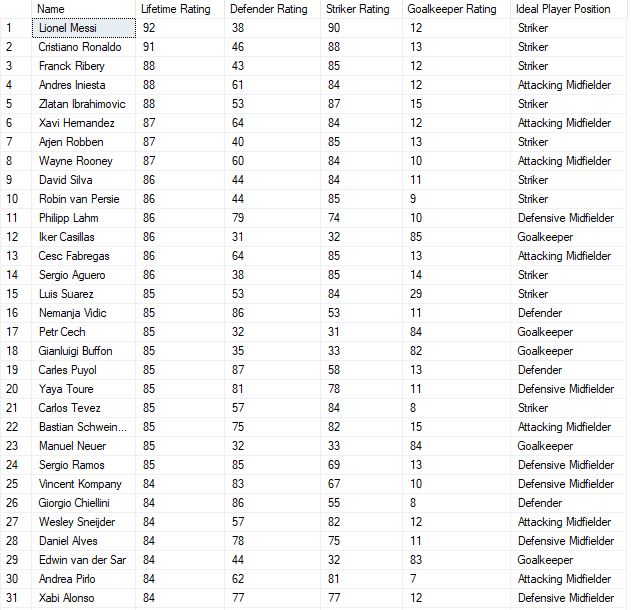 Name Lifetime Rating Defender Rating Striker Rating Goalkeeper Rating Ideal Player Position
1 Lionel Messi 92 38 90 12 Striker
2 Cristiano Ronaldo 91 46 88 13 Striker
3 Franck Ribery 88 43 85 12 Striker
4 Andres Iniesta 88 61 84 12 Attacking Midfielder
5 Zlatan Ibrahimovic 88 53 87 15 Striker
6 Xavi Hernandez 87 64 84 12 Attacking Midfielder
7 Arjen Robben 87 40 85 13 Striker
8 Wayne Rooney 87 60 84 10 Attacking Midfielder
9 David Silva 86 44 84 11 Striker
10 Robin van Persie 86 44 85 9 Striker
11 Philipp Lahm 86 79 74 10 Defensive Midfielder
12 Iker Casillas 86 31 32 85 Goalkeeper
13 Cesc Fabregas 86 64 85 13 Attacking Midfielder
14 Sergio Aguero 86 38 85 14 Striker
15 Luis Suarez 85 53 84 29 Striker
16 Nemanja Vidic 85 86 53 11 Defender
17 Petr Cech 85 32 31 84 Goalkeeper
18 Gianluigi Buffon 85 35 33 82 Goalkeeper
19 Carles Puyol 85 87 58 13 Defender
20 Yaya Toure 85 81 78 11 Defensive Midfielder
21 Carlos Tevez 85 57 84 8 Striker
22 Bastian Schwein... 85 75 82 15 Attacking Midfielder
23 Manuel Neuer 85 32 33 84 Goalkeeper
24 Sergio Ramos 85 85 69 13 Defensive Midfielder
25 Vincent Kompany 84 83 67 10 Defensive Midfielder
26 Giorgio Chiellini 84 86 55 8 Defender
27 Wesley Sneijder 84 57 82 12 Attacking Midfielder
28 Daniel Alves 84 78 75 11 Defensive Midfielder
29 Edwin van der Sar 84 44 32 83 Goalkeeper
30 Andrea Pirlo 84 62 81 7 Attacking Midfielder
31 Xabi Alonso 84 77 77 12 Defensive Midfielder